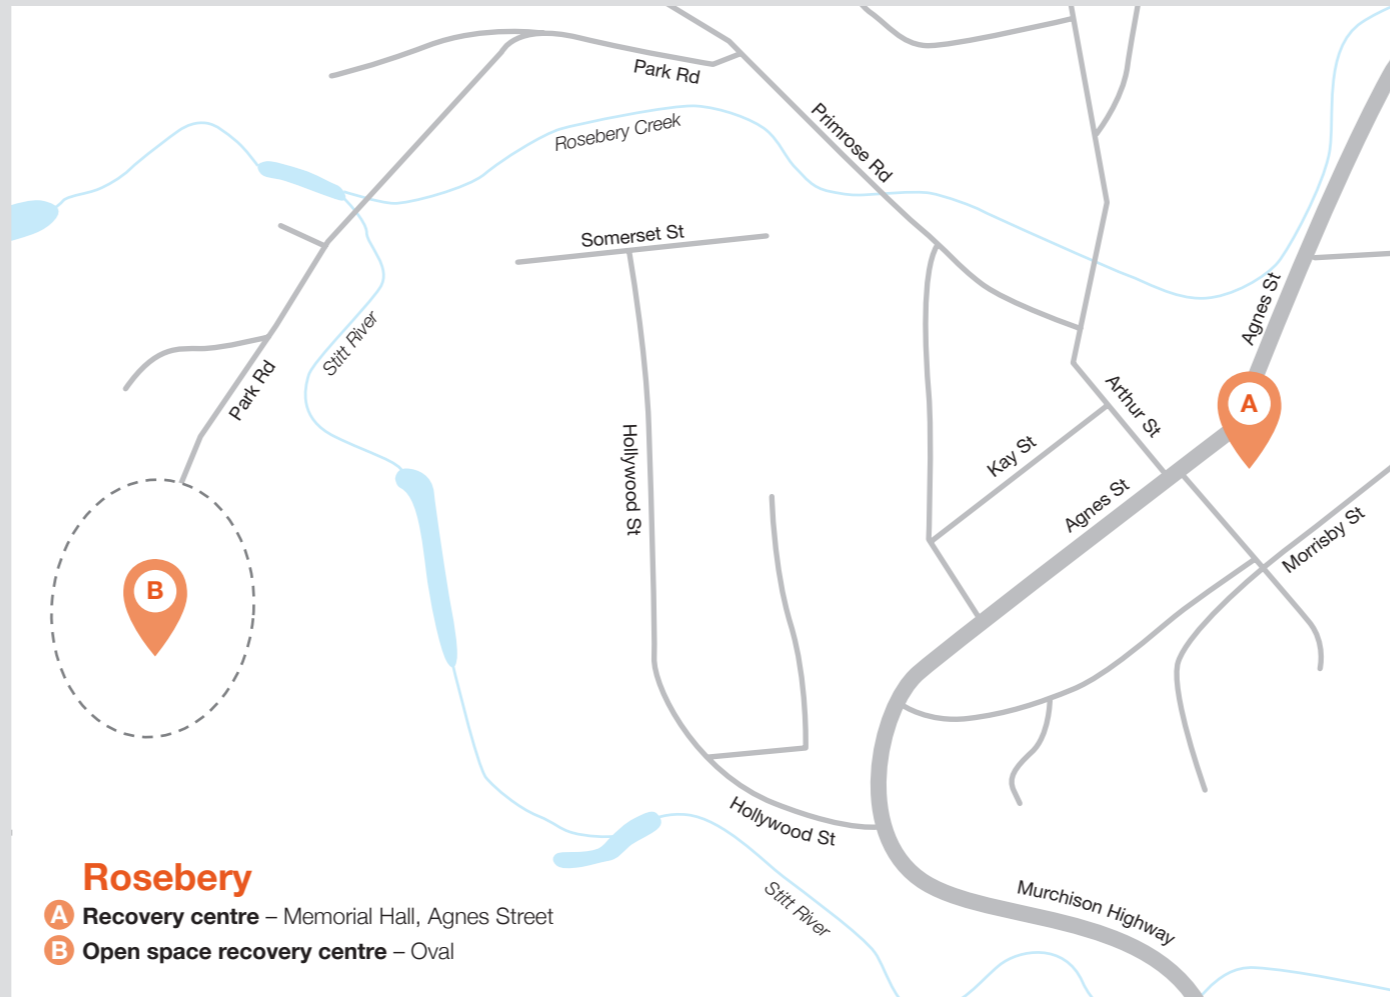 Park Rd
Primrose Rd
Rosebery Creek
Somerset St
Agnes St
Stitt River
Park Rd
Arthur St
A
Hollywood St
Kay St
Agnes St
Morrisby St
B
Hollywood St
Stitt River
Murchison Highway
Rosebery
A Recovery centre – Memorial Hall, Agnes Street
B Open space recovery centre – Oval